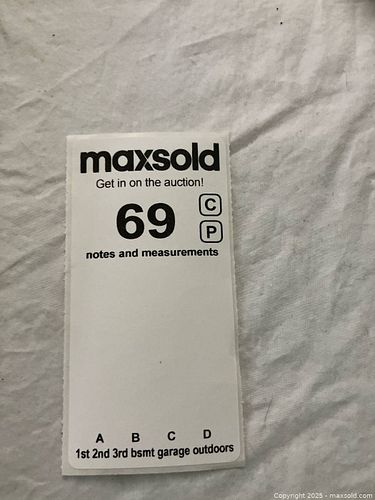 maxsold
Get in on the auction!
69 C
P
notes and measurements
A B C D
1st 2nd 3rd bsmt garage outdoors
Copyright 2025 - maxsold.com